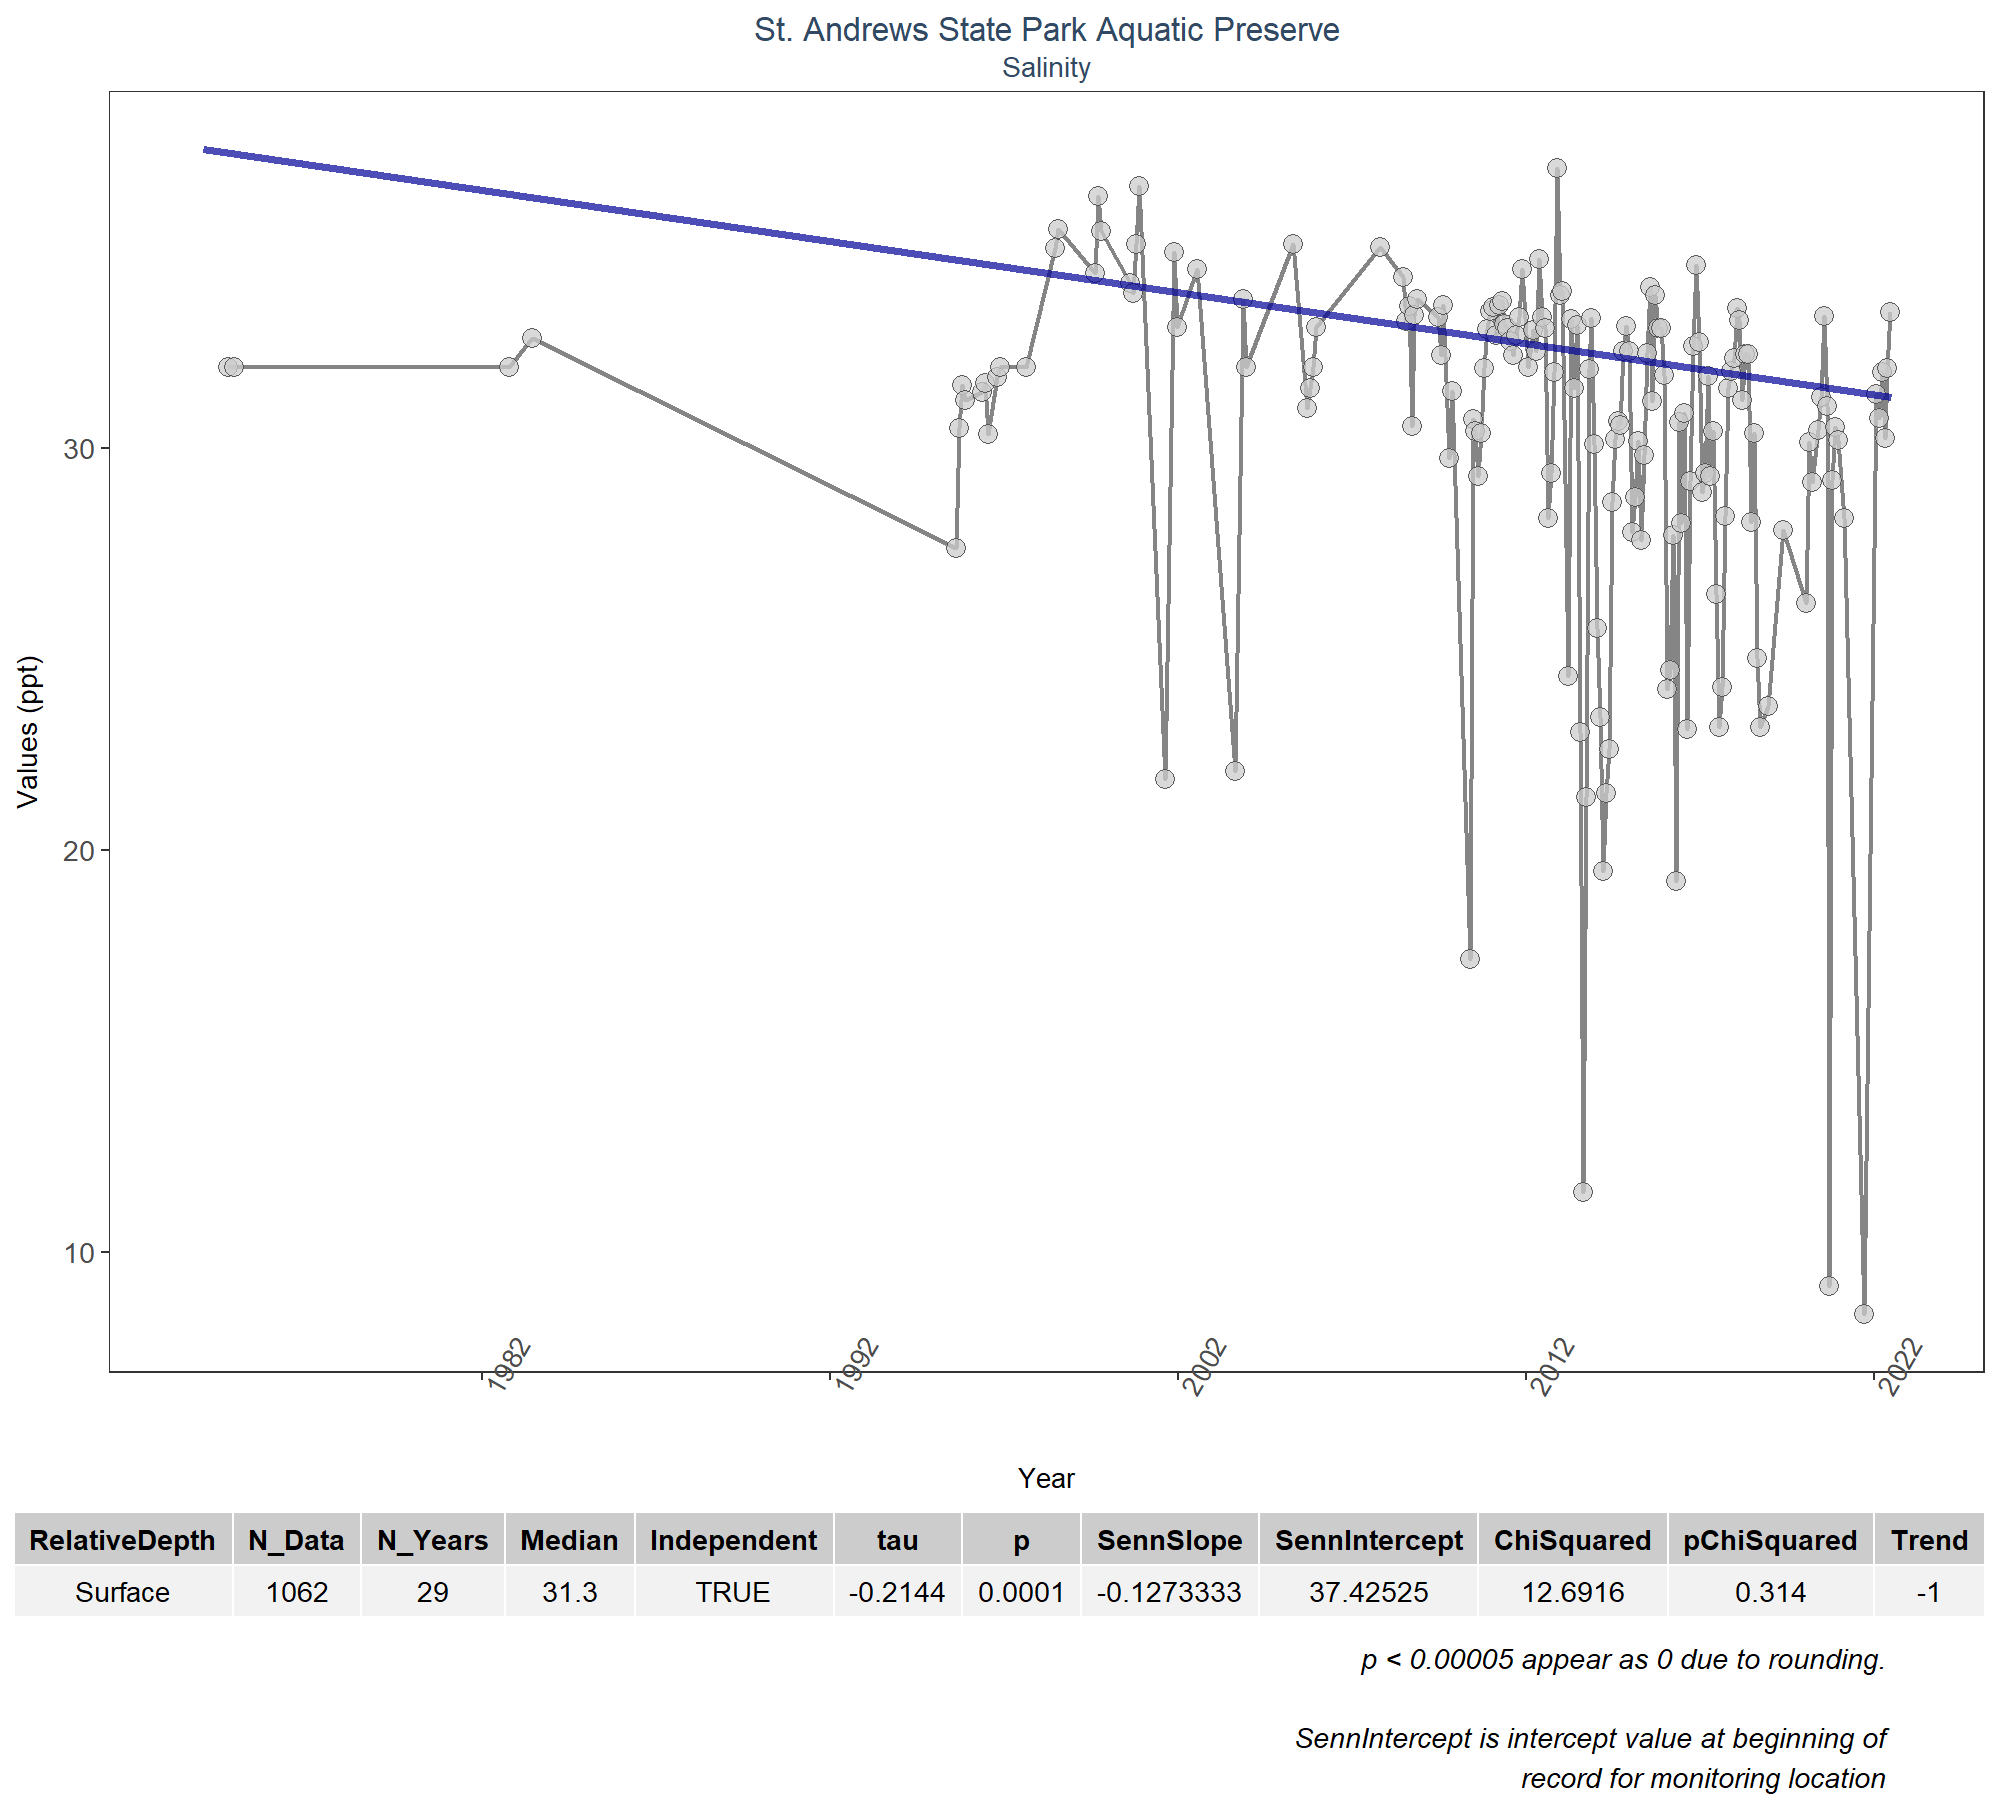 St. Andrews State Park Aquatic Preserve
Salinity
Values (ppt)
30
20
10
1982
1992
2002
2012
2022
Year
RelativeDepth N_Data N_Years Median Independent tau p SennSlope SennIntercept ChiSquared pChiSquared Trend
Surface 1062 29 31.3 TRUE -0.2144 0.0001 -0.1273333 37.42525 12.6916 0.314 -1
p < 0.00005 appear as 0 due to rounding.
SennIntercept is intercept value at beginning of
record for monitoring location